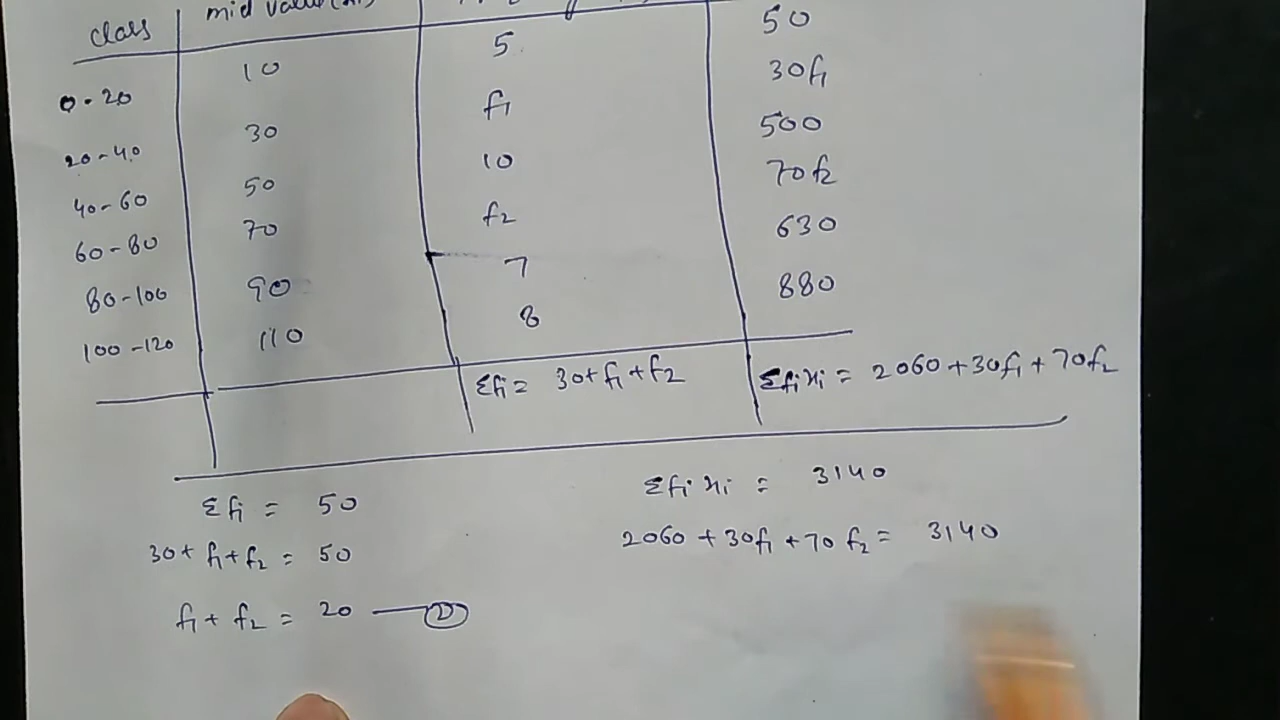 class mid value
0-20 10 5 50
20-40 30 f1 30f1
40-60 50 10 500
60-80 70 f2 70f2
80-100 90 7 630
100-120 110 8 880
Σfi = 30+f1+f2 Σfixi = 2060+30f1+70f2
Σfi = 50
30+f1+f2 = 50
f1+f2 = 20
Σfixi = 3140
2060+30f1+70f2 = 3140